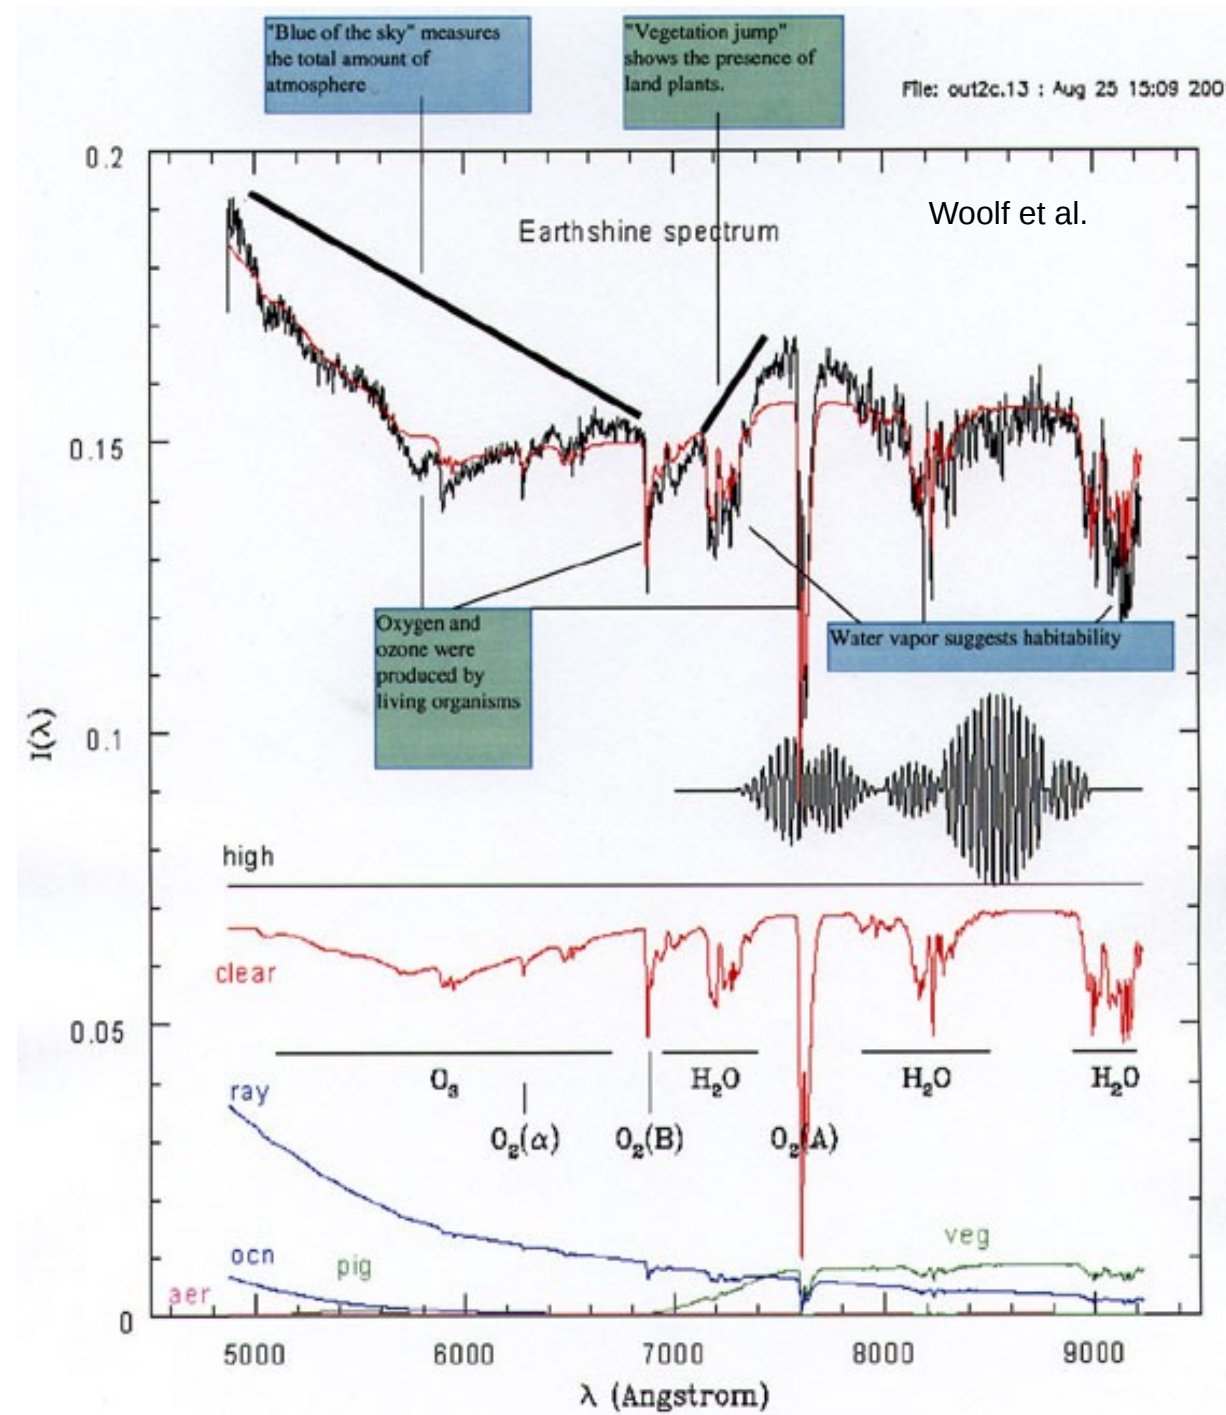 "Blue of the sky" measures
the total amount of
atmosphere
"Vegetation jump"
shows the presence of
land plants.
File: out2c.13 : Aug 25 15:09 200
0.2
Woolf et al.
Earthshine spectrum
0.15
Oxygen and
ozone were
produced by
living organisms
Water vapor suggests habitability
I(λ)
0.1
high
clear
0.05
O₃
H₂O
H₂O
H₂O
ray
O₂(α)
O₂(B)
O₂(A)
ocn
pig
veg
aer
0
5000
6000
7000
8000
9000
λ (Angstrom)